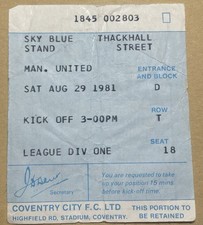 1845 002803
SKY BLUE THACKHALL
STAND STREET
MAN. UNITED
ENTRANCE AND BLOCK
SAT AUG 29 1981 D
ROW
KICK OFF 3-00PM T
SEAT
LEAGUE DIV ONE 18
You are requested to take
up your position 15 mins.
before kick-off time.
Secretary
COVENTRY CITY F.C. LTD
HIGHFIELD RD, STADIUM, COVENTRY.
THIS PORTION TO
BE RETAINED